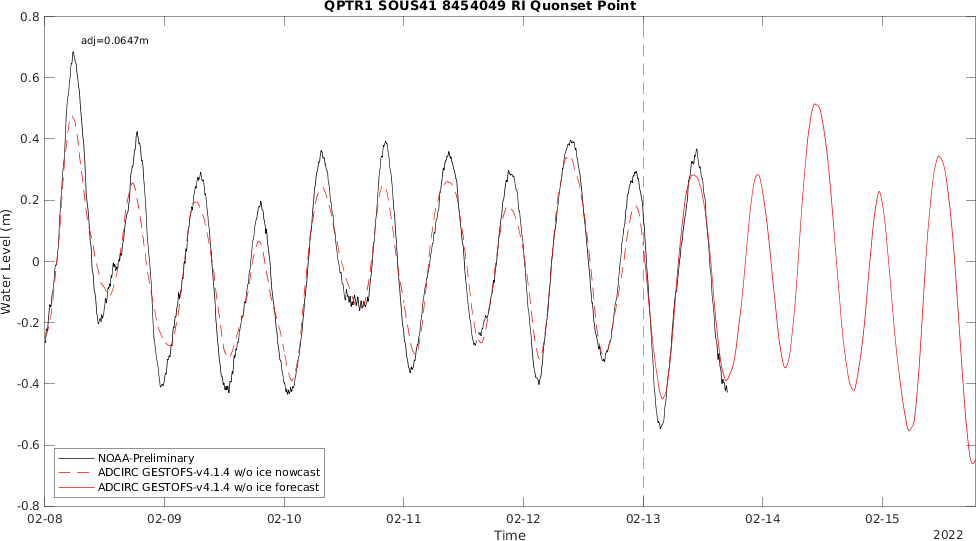 QPTR1 SOUS41 8454049 RI Quonset Point
adj=0.0647m
0.8
0.6
0.4
0.2
0
-0.2
-0.4
-0.6
-0.8
Water Level (m)
NOAA-Preliminary
ADCIRC GESTOFS-v4.1.4 w/o ice nowcast
ADCIRC GESTOFS-v4.1.4 w/o ice forecast
02-08 02-09 02-10 02-11 02-12 02-13 02-14 02-15
Time
2022